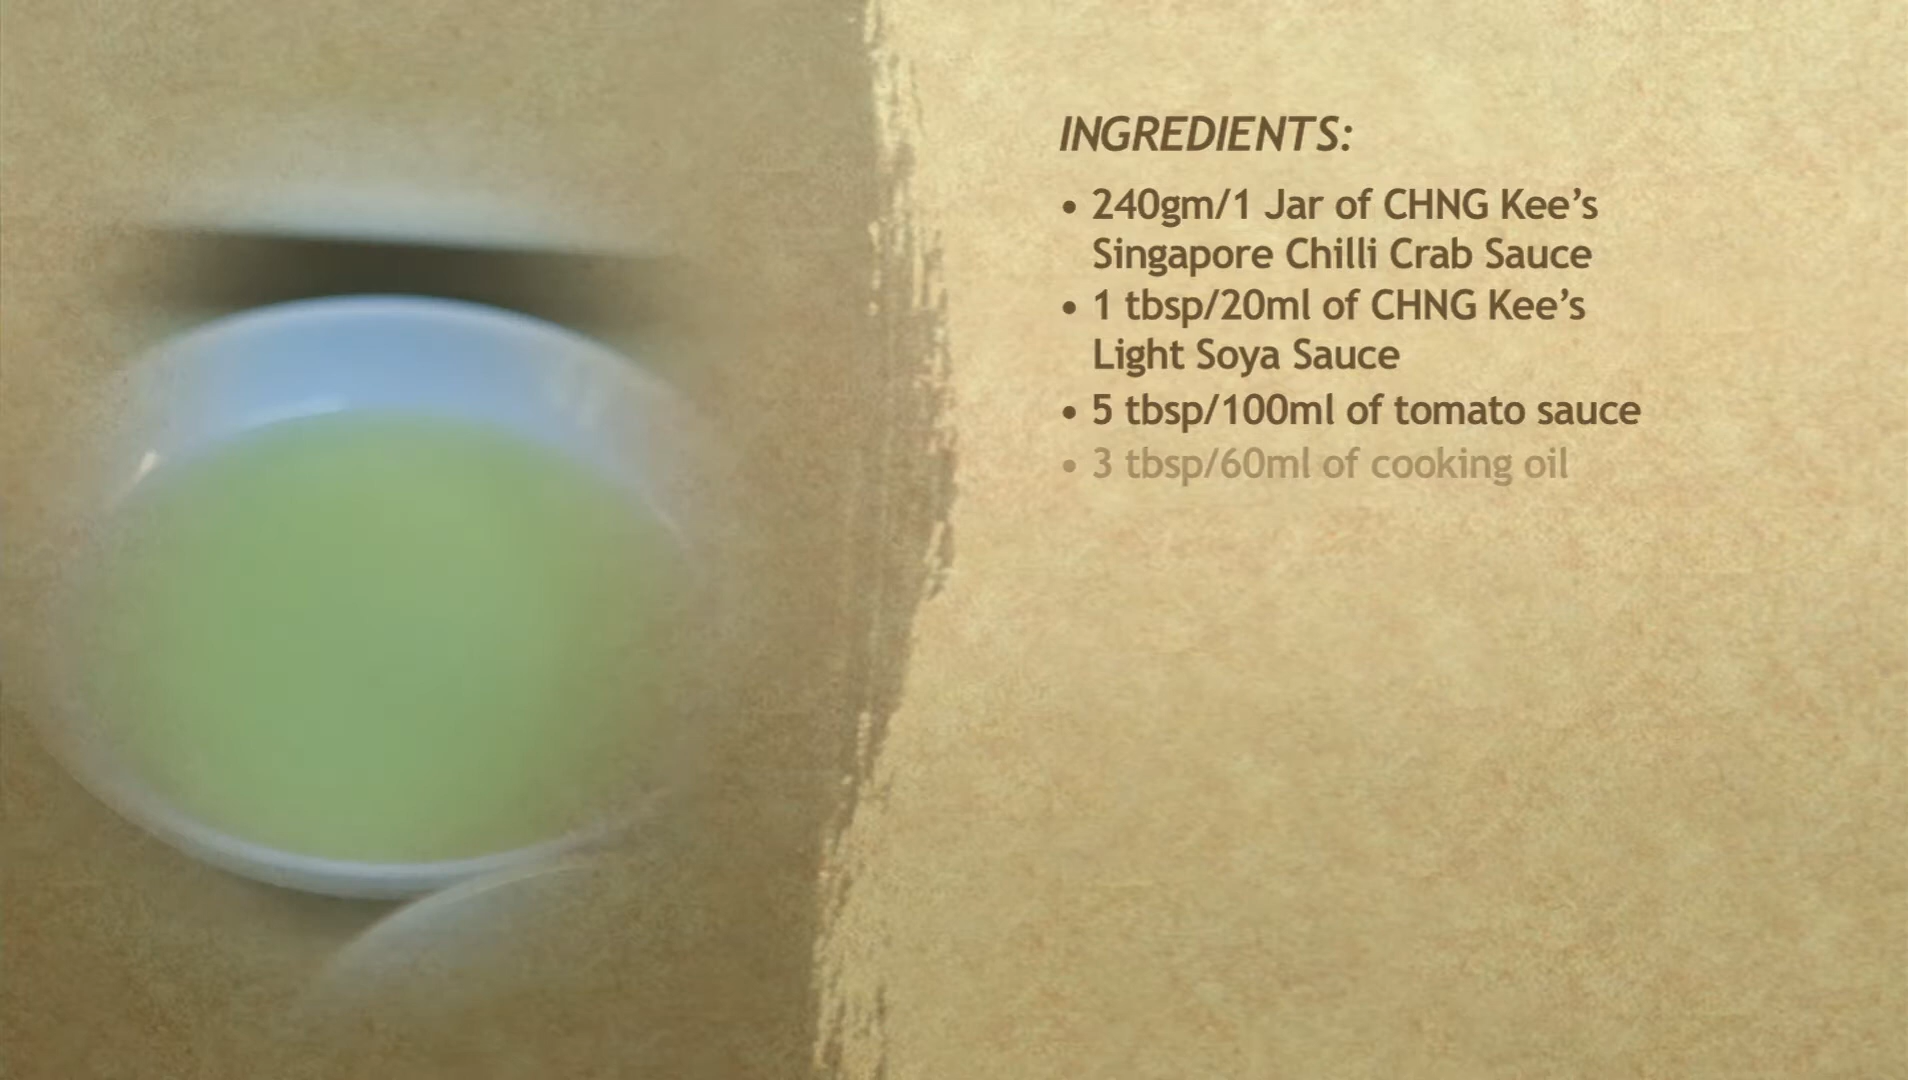 INGREDIENTS:
• 240gm/1 Jar of CHNG Kee’s
Singapore Chilli Crab Sauce
• 1 tbsp/20ml of CHNG Kee’s
Light Soya Sauce
• 5 tbsp/100ml of tomato sauce
• 3 tbsp/60ml of cooking oil